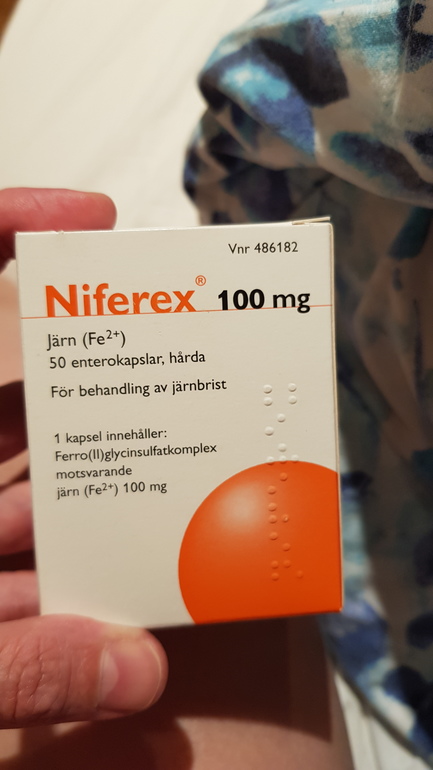 Vnr 486182
Niferex® 100 mg
Järn (Fe²⁺)
50 enterokapslar, hårda
För behandling av järnbrist
1 kapsel innehåller:
Ferro(II)glycinsulfatkomplex
motsvarande
järn (Fe²⁺) 100 mg